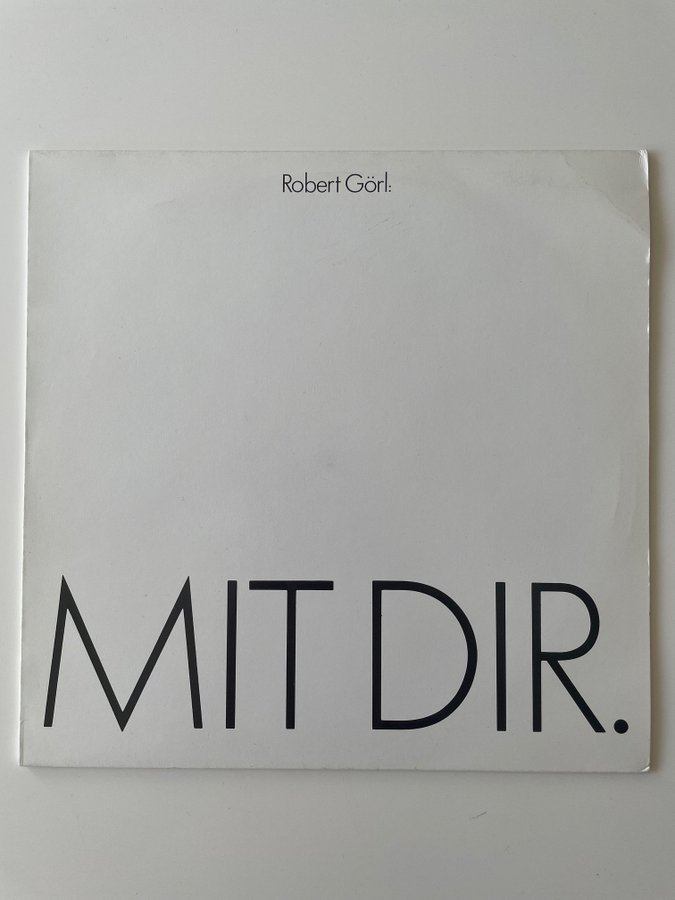 Robert Görl:
MIT DIR.